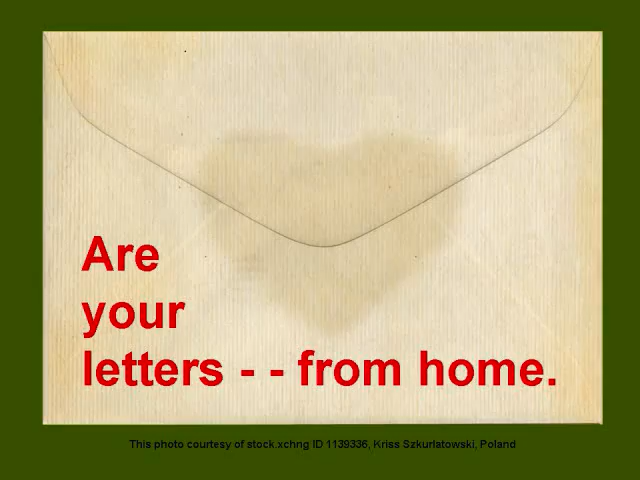 Are
your
letters - - from home.
This photo courtesy of stock.xchng ID 1139336, Kriss Szkurlatowski, Poland